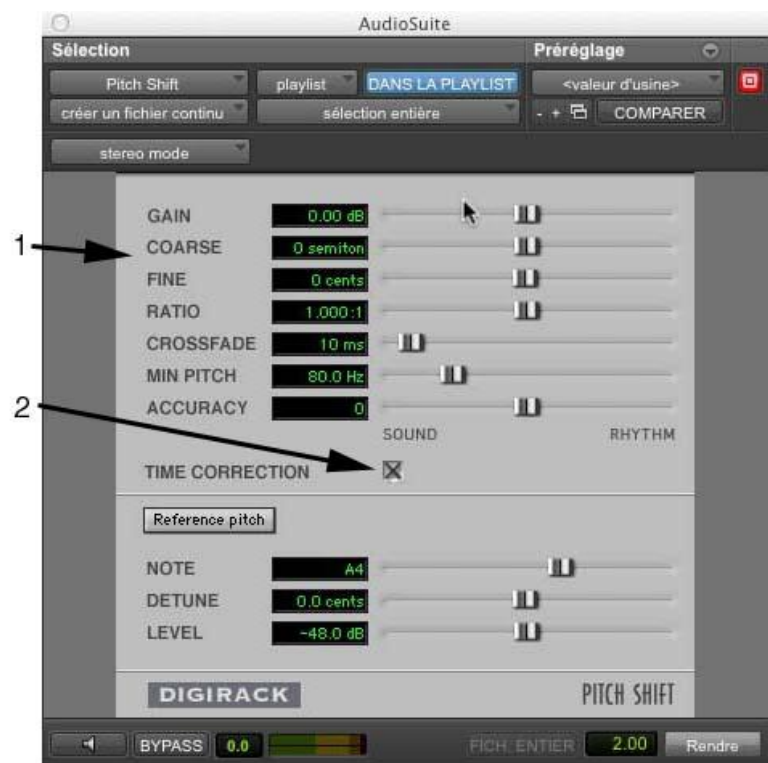 AudioSuite
Sélection
Préréglage
Pitch Shift playlist DANS LA PLAYLIST <valeur d'usine>
créer un fichier continu sélection entière - + COMPARER
stereo mode
1
GAIN 0.00 dB
COARSE 0 semiton
FINE 0 cents
RATIO 1.000:1
CROSSFADE 10 ms
MIN PITCH 80.0 Hz
2
ACCURACY 0
SOUND RHYTHM
TIME CORRECTION
Reference pitch
NOTE A4
DETUNE 0.0 cents
LEVEL -48.0 dB
DIGIRACK PITCH SHIFT
BYPASS 0.0 FICH. ENTIER 2.00 Rendre